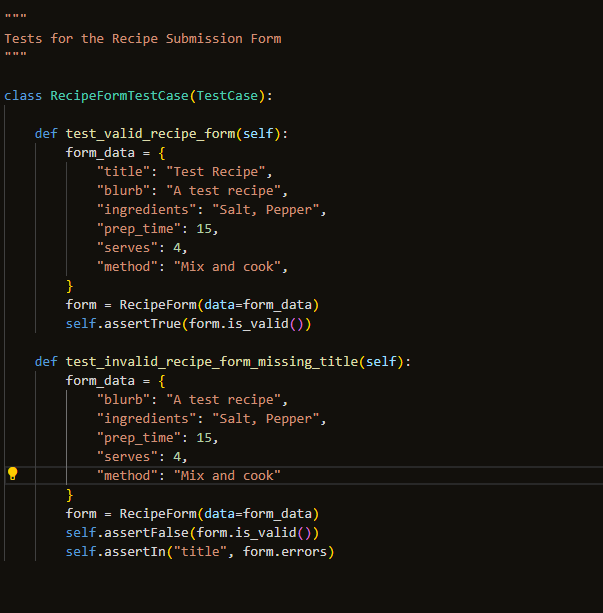 """
Tests for the Recipe Submission Form
"""
class RecipeFormTestCase(TestCase):
def test_valid_recipe_form(self):
form_data = {
"title": "Test Recipe",
"blurb": "A test recipe",
"ingredients": "Salt, Pepper",
"prep_time": 15,
"serves": 4,
"method": "Mix and cook",
}
form = RecipeForm(data=form_data)
self.assertTrue(form.is_valid())
def test_invalid_recipe_form_missing_title(self):
form_data = {
"blurb": "A test recipe",
"ingredients": "Salt, Pepper",
"prep_time": 15,
"serves": 4,
"method": "Mix and cook"
}
form = RecipeForm(data=form_data)
self.assertFalse(form.is_valid())
self.assertIn("title", form.errors)